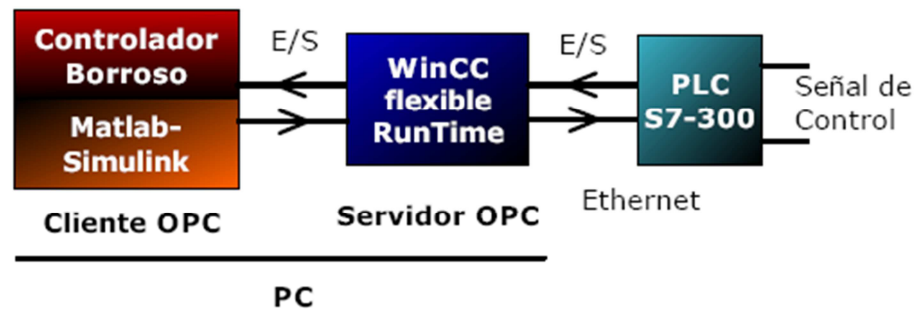 Controlador
Borroso
Matlab-
Simulink
E/S
WinCC
flexible
RunTime
E/S
PLC
S7-300
Señal de
Control
Cliente OPC
Servidor OPC
Ethernet
PC